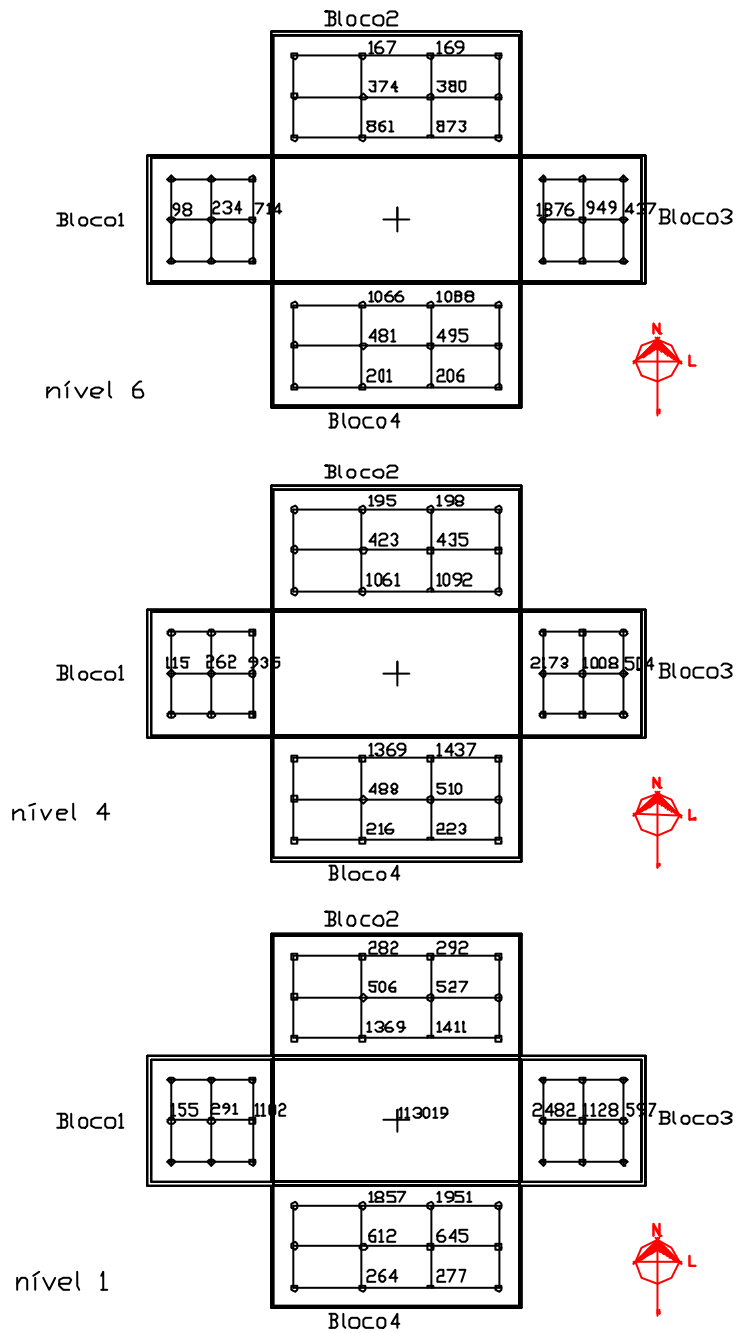 Bloco2
167 169
374 380
861 873
Bloco1 98 234 714 1376 949 437 Bloco3
1066 1088
481 495
201 206
N
L
nível 6
Bloco4
Bloco2
195 198
423 435
1061 1092
Bloco1 115 262 935 2173 1008 504 Bloco3
1369 1437
488 510
216 223
N
L
nível 4
Bloco4
Bloco2
282 292
506 527
1369 1411
Bloco1 155 291 1102 113019 2482 1128 597 Bloco3
1857 1951
612 645
264 277
N
L
nível 1
Bloco4